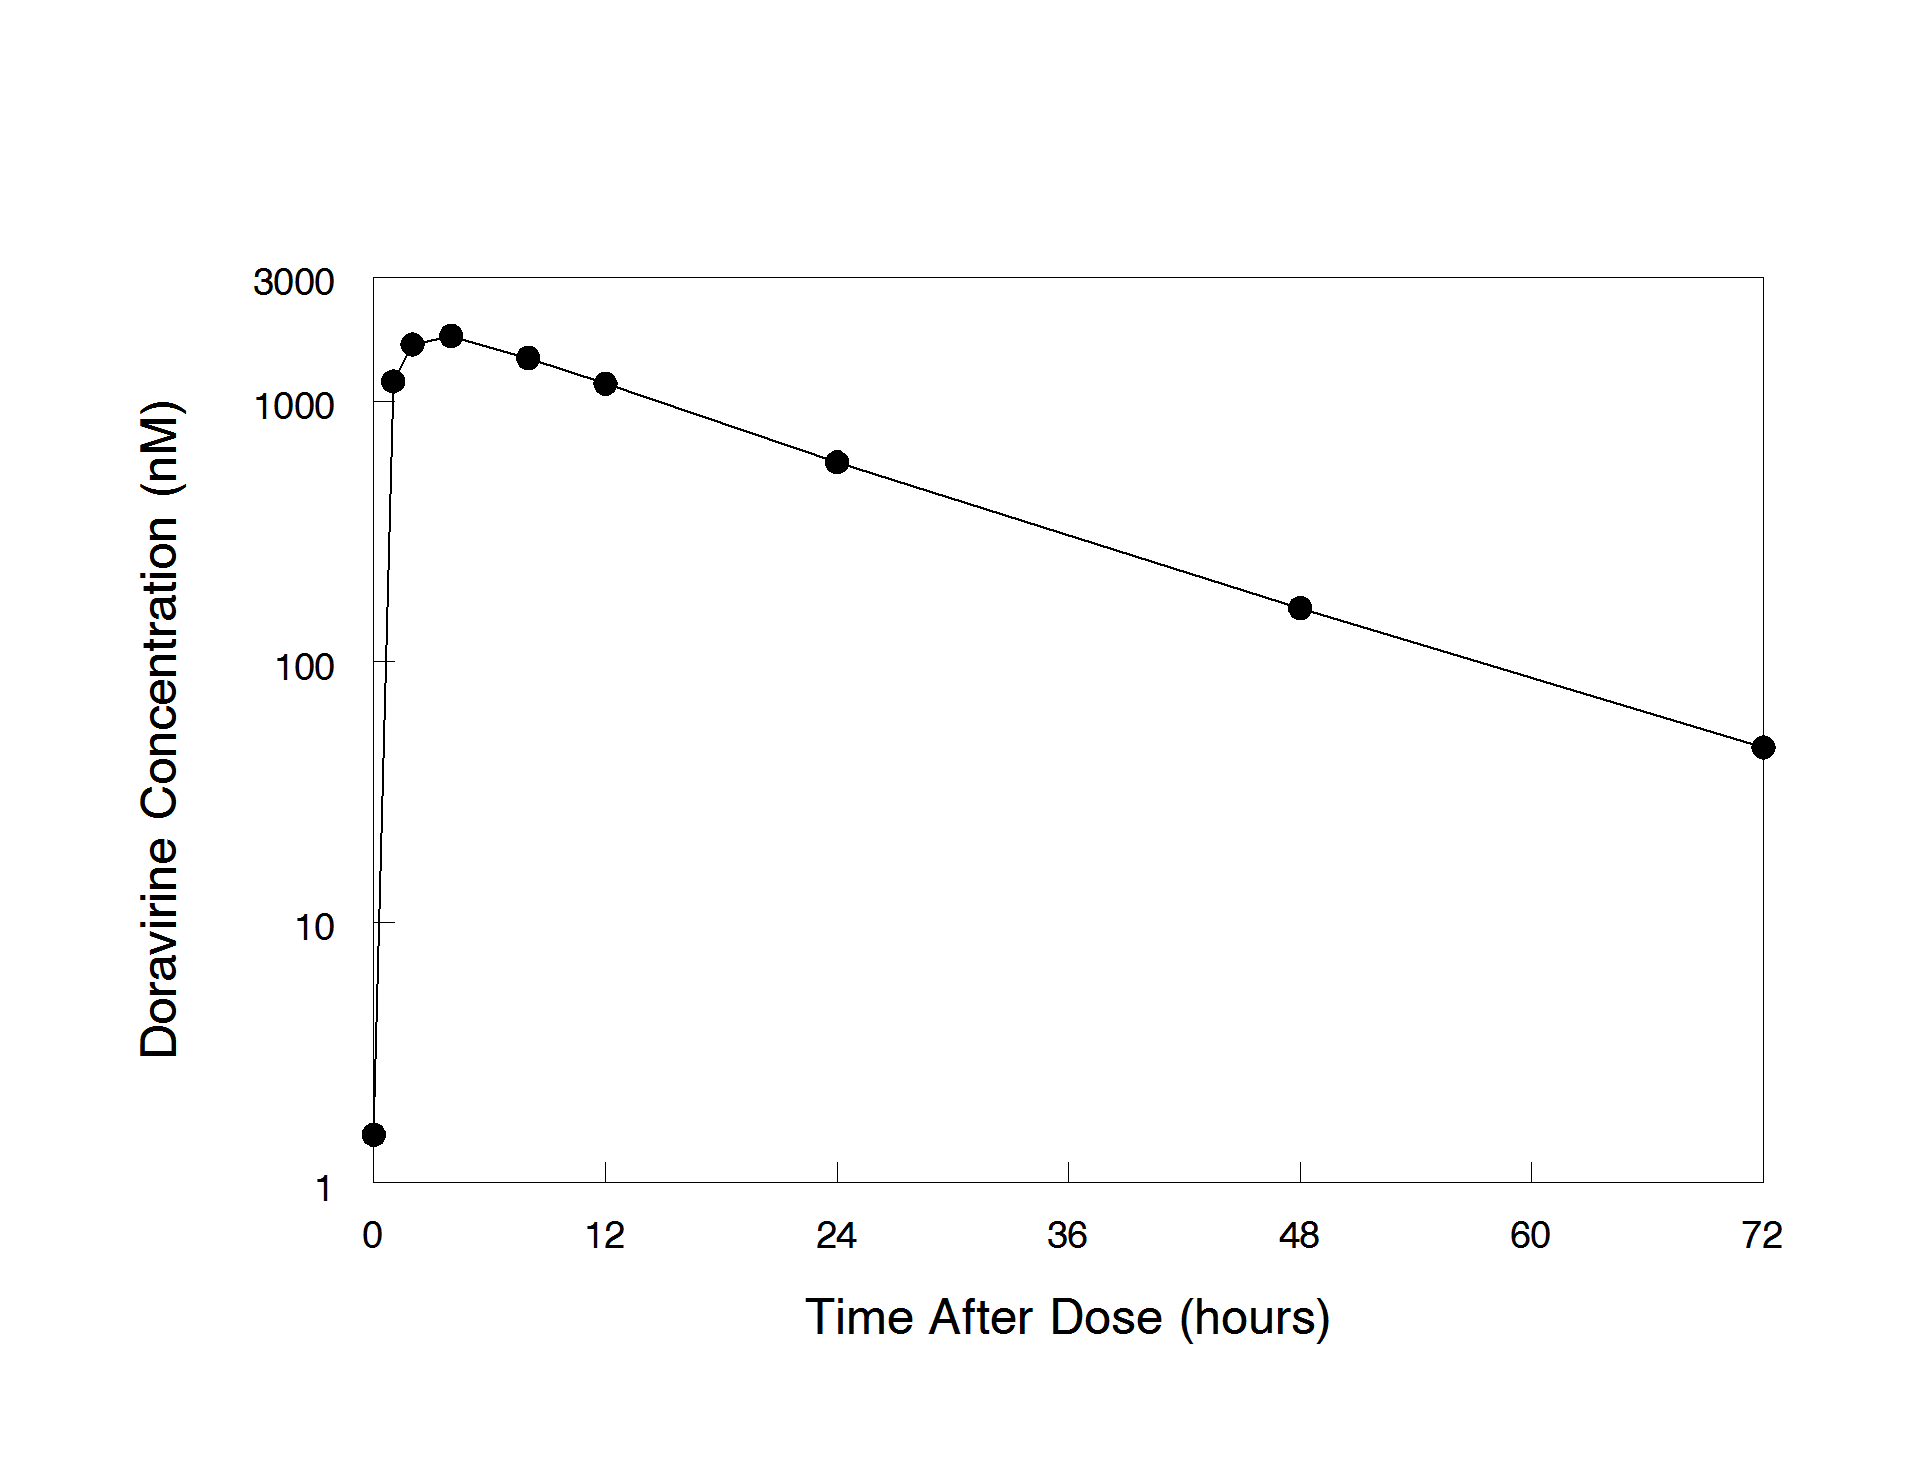 3000
1000
100
10
1
Doravirine Concentration (nM)
0 12 24 36 48 60 72
Time After Dose (hours)